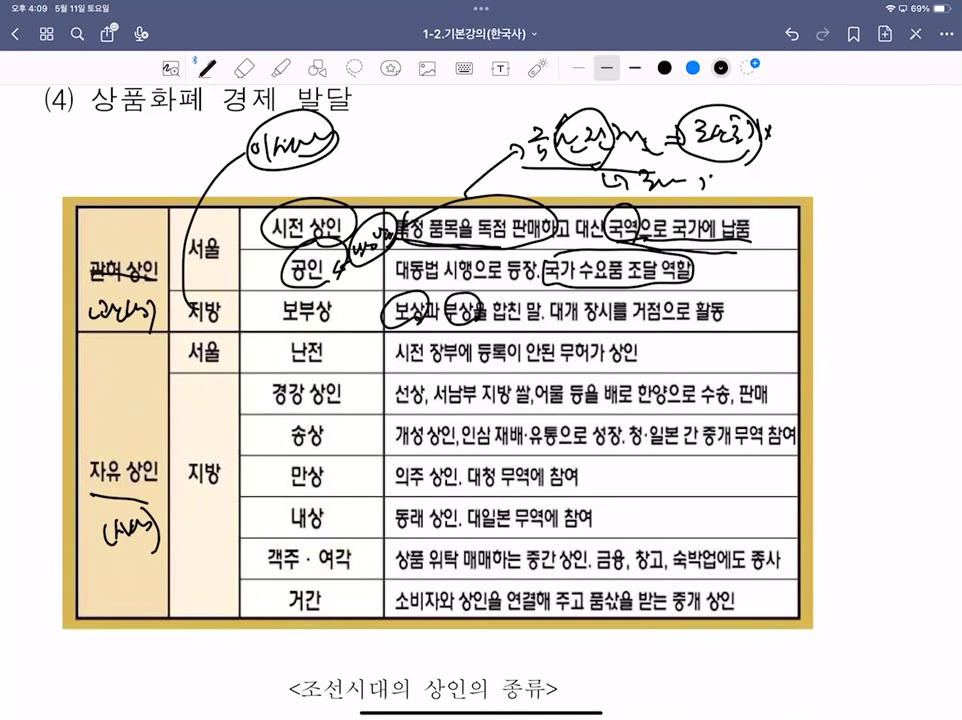 오후 4:09 5월 11일 토요일
69%
1-2.기본강의(한국사)
(4) 상품화폐 경제 발달
관허 상인 서울 시전 상인 특정 품목을 독점 판매하고 대신 국역으로 국가에 납품
공인 대동법 시행으로 등장. 국가 수요품 조달 역할
지방 보부상 보상과 부상을 합친 말. 대개 장시를 거점으로 활동
자유 상인 서울 난전 시전 장부에 등록이 안된 무허가 상인
지방 경강 상인 선상, 서남부 지방 쌀,어물 등을 배로 한양으로 수송, 판매
송상 개성 상인,인삼 재배·유통으로 성장. 청·일본 간 중개 무역 참여
만상 의주 상인. 대청 무역에 참여
내상 동래 상인. 대일본 무역에 참여
객주·여각 상품 위탁 매매하는 중간 상인. 금융, 창고, 숙박업에도 종사
거간 소비자와 상인을 연결해 주고 품삯을 받는 중개 상인
<조선시대의 상인의 종류>